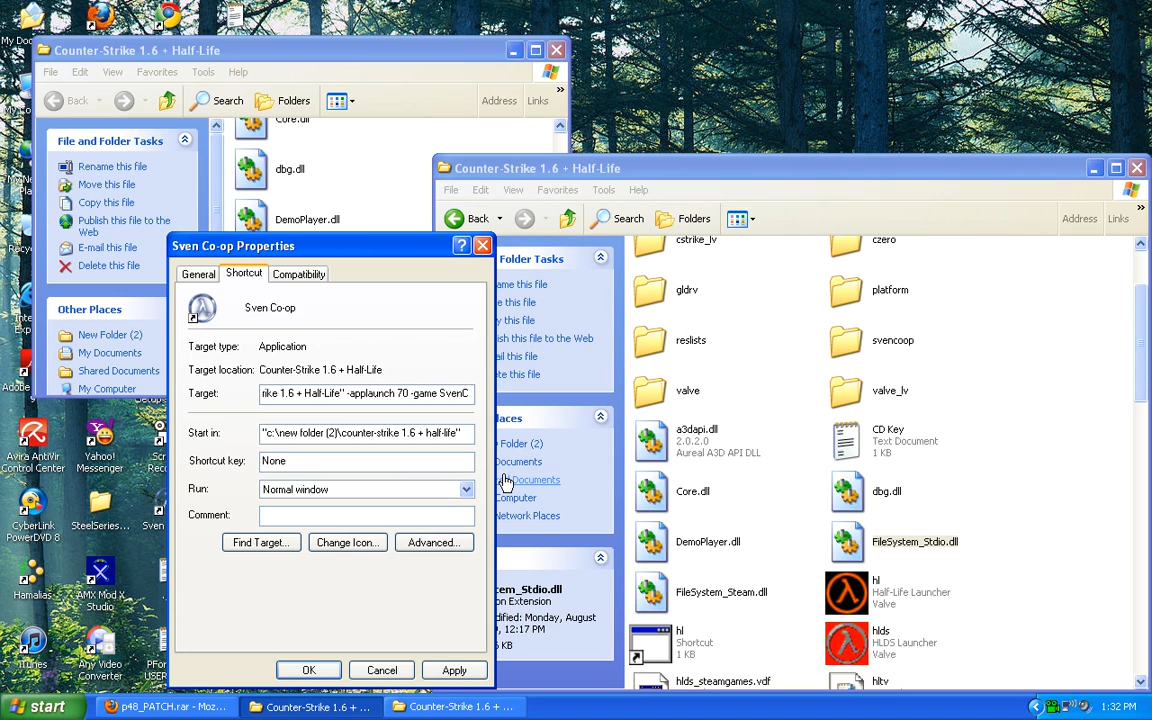 My Do
Counter-Strike 1.6 + Half-Life
File Edit View Favorites Tools Help
Back Search Folders Address Links »
File and Folder Tasks
Rename this file
Move this file
Copy this file
Publish this file to the
Web
E-mail this file
Delete this file
Other Places
New Folder (2)
My Documents
Shared Documents
My Computer
Core.dll
dbg.dll
DemoPlayer.dll
Counter-Strike 1.6 + Half-Life
File Edit View Favorites Tools Help
Back Search Folders Address Links »
Folder Tasks
ame this file
e this file
y this file
ish this file to the Web
ail this file
ete this file
laces
Folder (2)
Documents
Documents
omputer
Network Places
em_Stdio.dll
on Extension
dified: Monday, August
, 12:17 PM
KB
cstrike_lv
czero
gldrv
platform
reslists
svencoop
valve
valve_lv
a3dapi.dll
2.0.2.0
Aureal A3D API DLL
CD Key
Text Document
1 KB
Core.dll
dbg.dll
DemoPlayer.dll
FileSystem_Stdio.dll
FileSystem_Steam.dll
hl
Half-Life Launcher
Valve
hl
Shortcut
1 KB
hlds
HLDS Launcher
Valve
hlds_steamgames.vdf
hltv
Sven Co-op Properties
General Shortcut Compatibility
Sven Co-op
Target type: Application
Target location: Counter-Strike 1.6 + Half-Life
Target: rike 1.6 + Half-Life" -applaunch 70 -game SvenC
Start in: "c:\new folder (2)\counter-strike 1.6 + half-life"
Shortcut key: None
Run: Normal window
Comment:
Find Target... Change Icon... Advanced...
OK Cancel Apply
Adobe
Avira AntiVir
Control Center
Yahoo!
Messenger
CyberLink
PowerDVD 8
SteelSeries...
Hamalias
AMX Mod X
Studio
iTunes
Any Video
Converter
PFor
USER
start p48_PATCH.rar - Moz... Counter-Strike 1.6 + ... Counter-Strike 1.6 + ... 1:32 PM